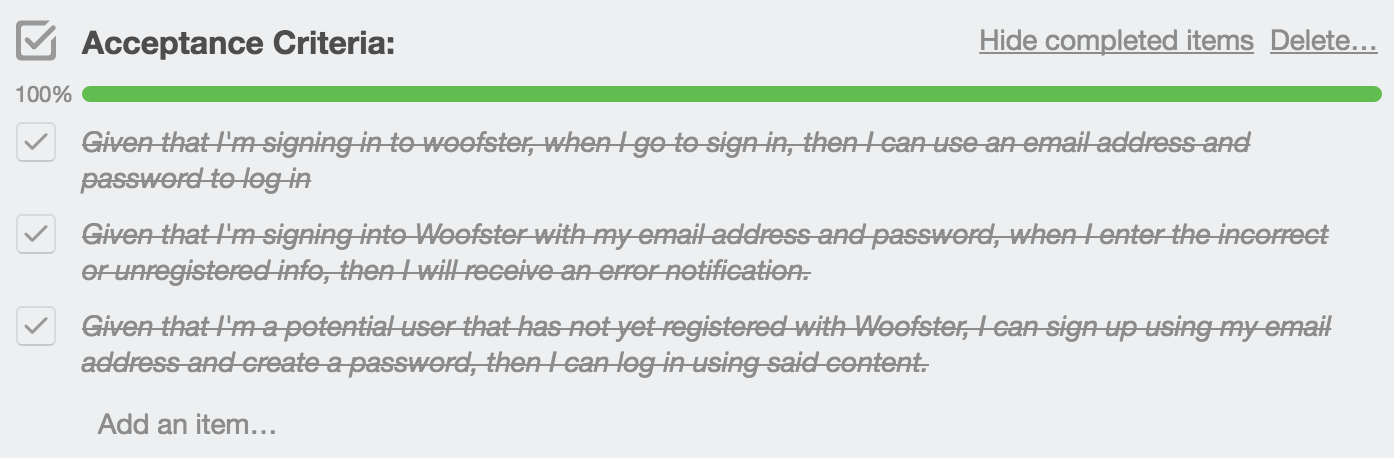 Acceptance Criteria:
Hide completed items Delete...
100%
Given that I'm signing in to woofster, when I go to sign in, then I can use an email address and
password to log in
Given that I'm signing into Woofster with my email address and password, when I enter the incorrect
or unregistered info, then I will receive an error notification.
Given that I'm a potential user that has not yet registered with Woofster, I can sign up using my email
address and create a password, then I can log in using said content.
Add an item...